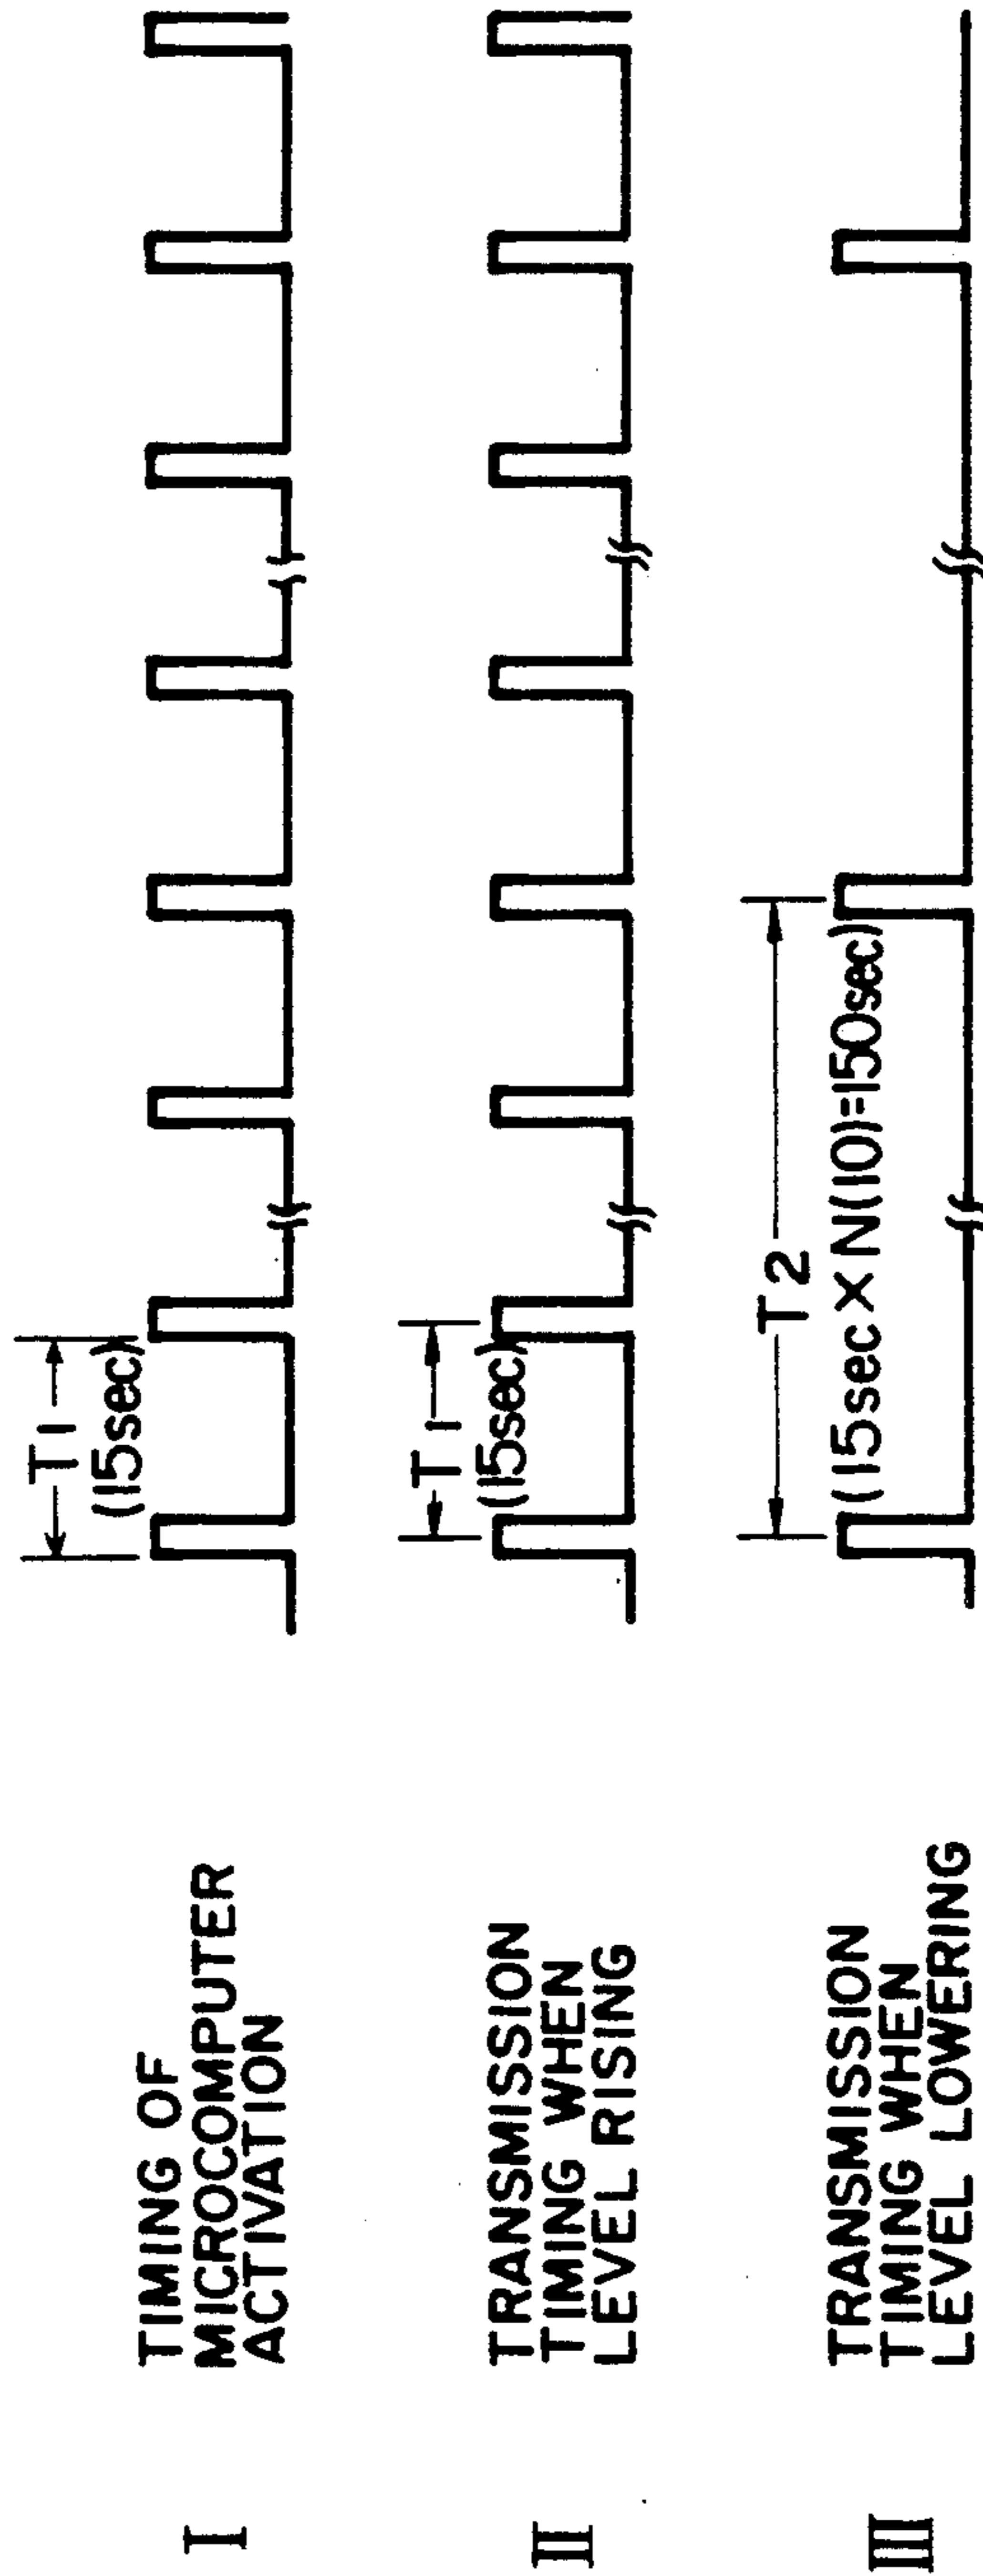 I
TIMING OF
MICROCOMPUTER
ACTIVATION
T1
(15sec)
II
TRANSMISSION
TIMING WHEN
LEVEL RISING
T1
(15sec)
III
TRANSMISSION
TIMING WHEN
LEVEL LOWERING
T2
(15sec×N(10)=150sec)